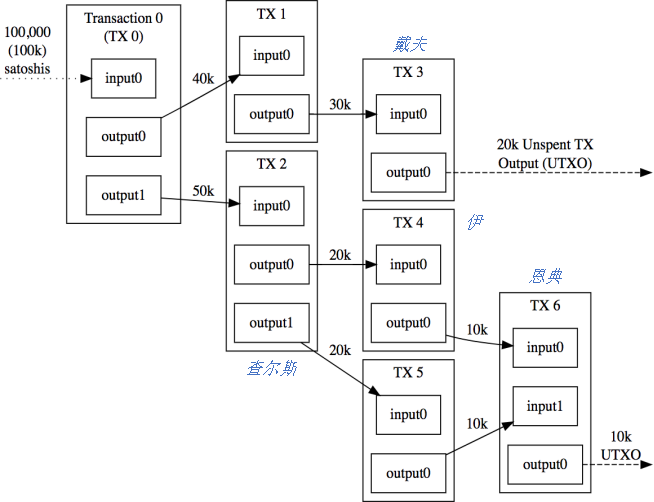 100,000
(100k)
satoshis
Transaction 0
(TX 0)
input0
output0
output1
40k
50k
TX 1
input0
output0
30k
TX 2
input0
output0
output1
查尔斯
20k
20k
戴夫
TX 3
input0
output0
20k Unspent TX
Output (UTXO)
伊
TX 4
input0
output0
10k
TX 5
input0
output0
10k
恩典
TX 6
input0
input1
output0
10k
UTXO